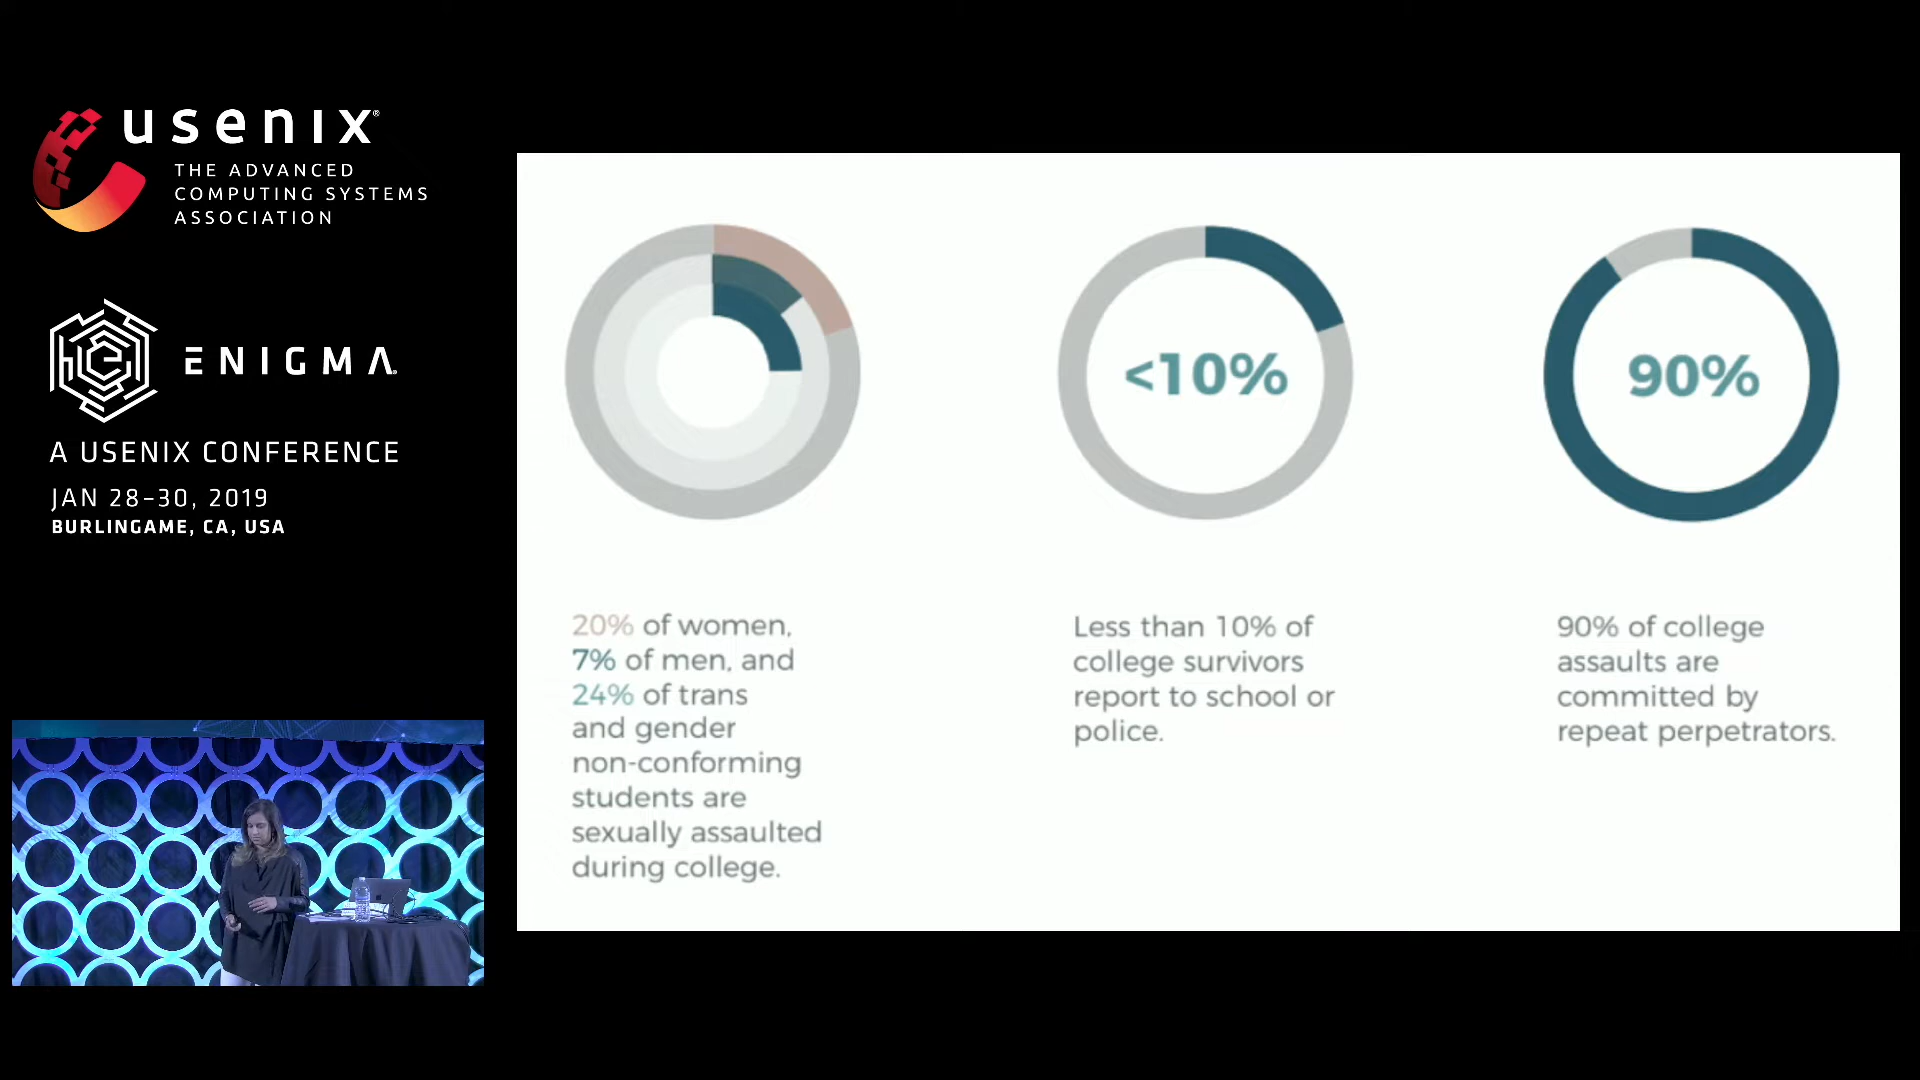 usenix®
THE ADVANCED
COMPUTING SYSTEMS
ASSOCIATION
ENIGMA.
A USENIX CONFERENCE
JAN 28–30, 2019
BURLINGAME, CA, USA
<10%
90%
20% of women,
7% of men, and
24% of trans
and gender
non-conforming
students are
sexually assaulted
during college.
Less than 10% of
college survivors
report to school or
police.
90% of college
assaults are
committed by
repeat perpetrators.